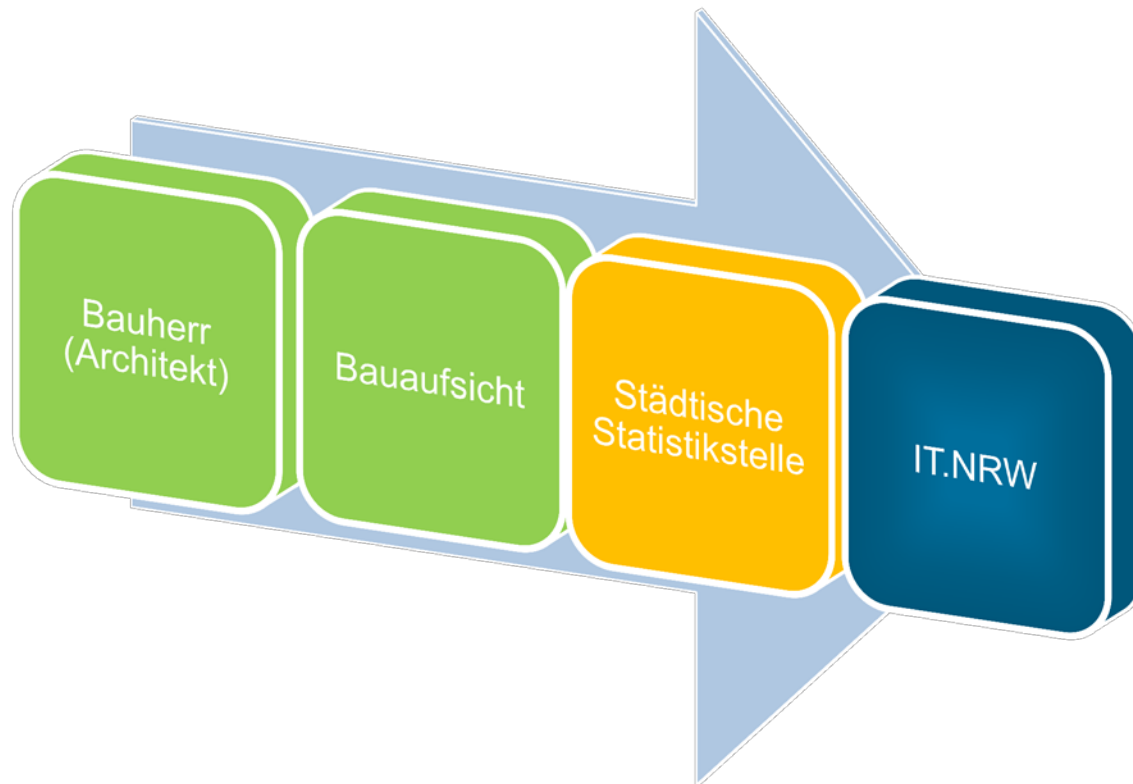 Bauherr
(Architekt)
Bauaufsicht
Städtische
Statistikstelle
IT.NRW